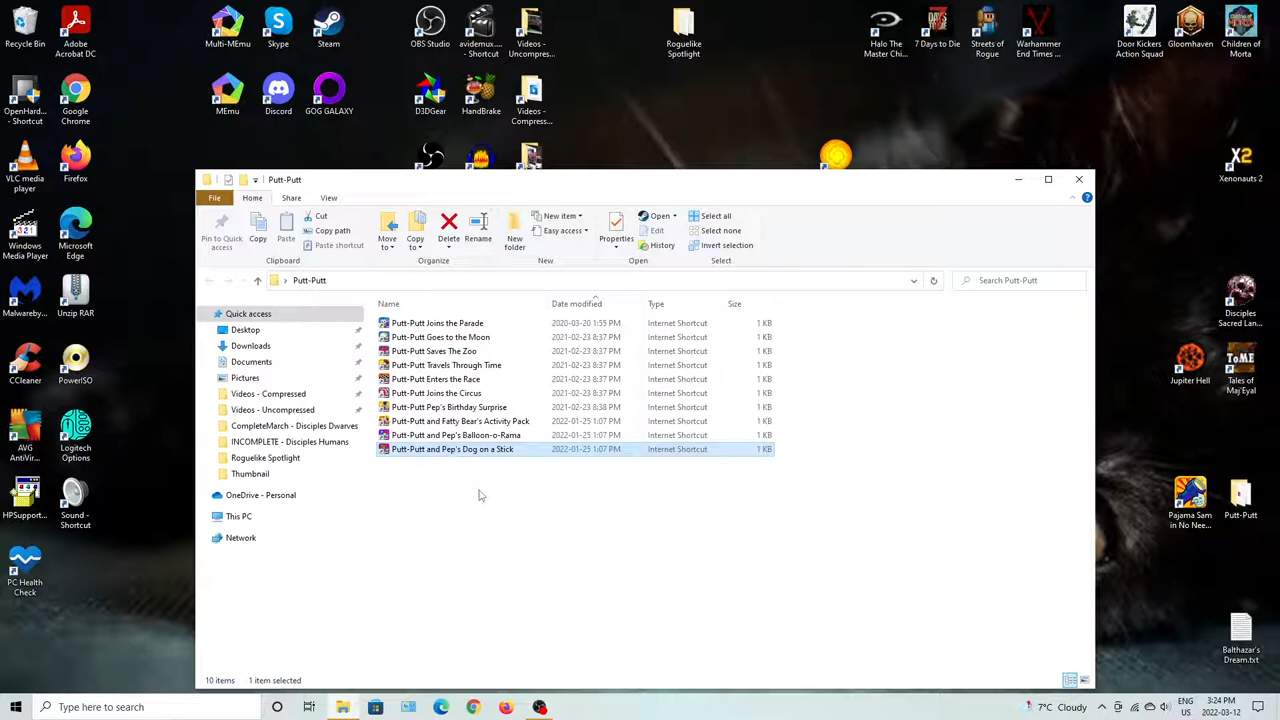 Recycle Bin
Adobe
Acrobat DC
Multi-MEmu
Skype
Steam
OBS Studio
avidemux....
- Shortcut
Videos -
Uncompres...
Roguelike
Spotlight
Halo The
Master Chi...
7 Days to Die
Streets of
Rogue
Warhammer
End Times ...
Door Kickers
Action Squad
Gloomhaven
Children of
Morta
OpenHard...
- Shortcut
Google
Chrome
MEmu
Discord
GOG GALAXY
D3DGear
HandBrake
Videos -
Compress...
VLC media
player
Firefox
Xenonauts 2
Putt-Putt
File
Home
Share
View
Pin to Quick
access
Copy
Paste
Cut
Copy path
Paste shortcut
Move
to
Copy
to
Delete
Rename
New
folder
New item
Easy access
Properties
Open
Edit
History
Select all
Select none
Invert selection
Clipboard
Organize
New
Open
Select
Windows
Media Player
Microsoft
Edge
Putt-Putt
Search Putt-Putt
Malwareby...
Unzip RAR
Disciples
Sacred Lan...
Name
Date modified
Type
Size
Quick access
Desktop
Downloads
Documents
Pictures
Videos - Compressed
Videos - Uncompressed
CompleteMarch - Disciples Dwarves
INCOMPLETE - Disciples Humans
Roguelike Spotlight
Thumbnail
OneDrive - Personal
This PC
Network
Putt-Putt Joins the Parade 2020-03-20 1:55 PM Internet Shortcut 1 KB
Putt-Putt Goes to the Moon 2021-02-23 8:37 PM Internet Shortcut 1 KB
Putt-Putt Saves The Zoo 2021-02-23 8:37 PM Internet Shortcut 1 KB
Putt-Putt Travels Through Time 2021-02-23 8:37 PM Internet Shortcut 1 KB
Putt-Putt Enters the Race 2021-02-23 8:37 PM Internet Shortcut 1 KB
Putt-Putt Joins the Circus 2021-02-23 8:37 PM Internet Shortcut 1 KB
Putt-Putt Pep's Birthday Surprise 2021-02-23 8:38 PM Internet Shortcut 1 KB
Putt-Putt and Fatty Bear's Activity Pack 2022-01-25 1:07 PM Internet Shortcut 1 KB
Putt-Putt and Pep's Balloon-o-Rama 2022-01-25 1:07 PM Internet Shortcut 1 KB
Putt-Putt and Pep's Dog on a Stick 2022-01-25 1:07 PM Internet Shortcut 1 KB
CCleaner
PowerISO
Jupiter Hell
Tales of
Maj'Eyal
AVG
AntiVir...
Logitech
Options
HPSupport...
Sound -
Shortcut
Pajama Sam
in No Nee...
Putt-Putt
PC Health
Check
Balthazar's
Dream.txt
10 items
1 item selected
Type here to search
7°C Cloudy
ENG
US
3:24 PM
2022-03-12